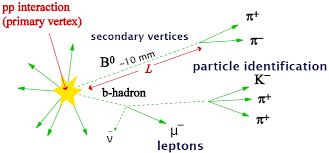 pp interaction
(primary vertex)
secondary vertices
π+
π−
B0 ~10 mm
L
particle identification
K−
b-hadron
π+
π+
ν̄
μ−
leptons